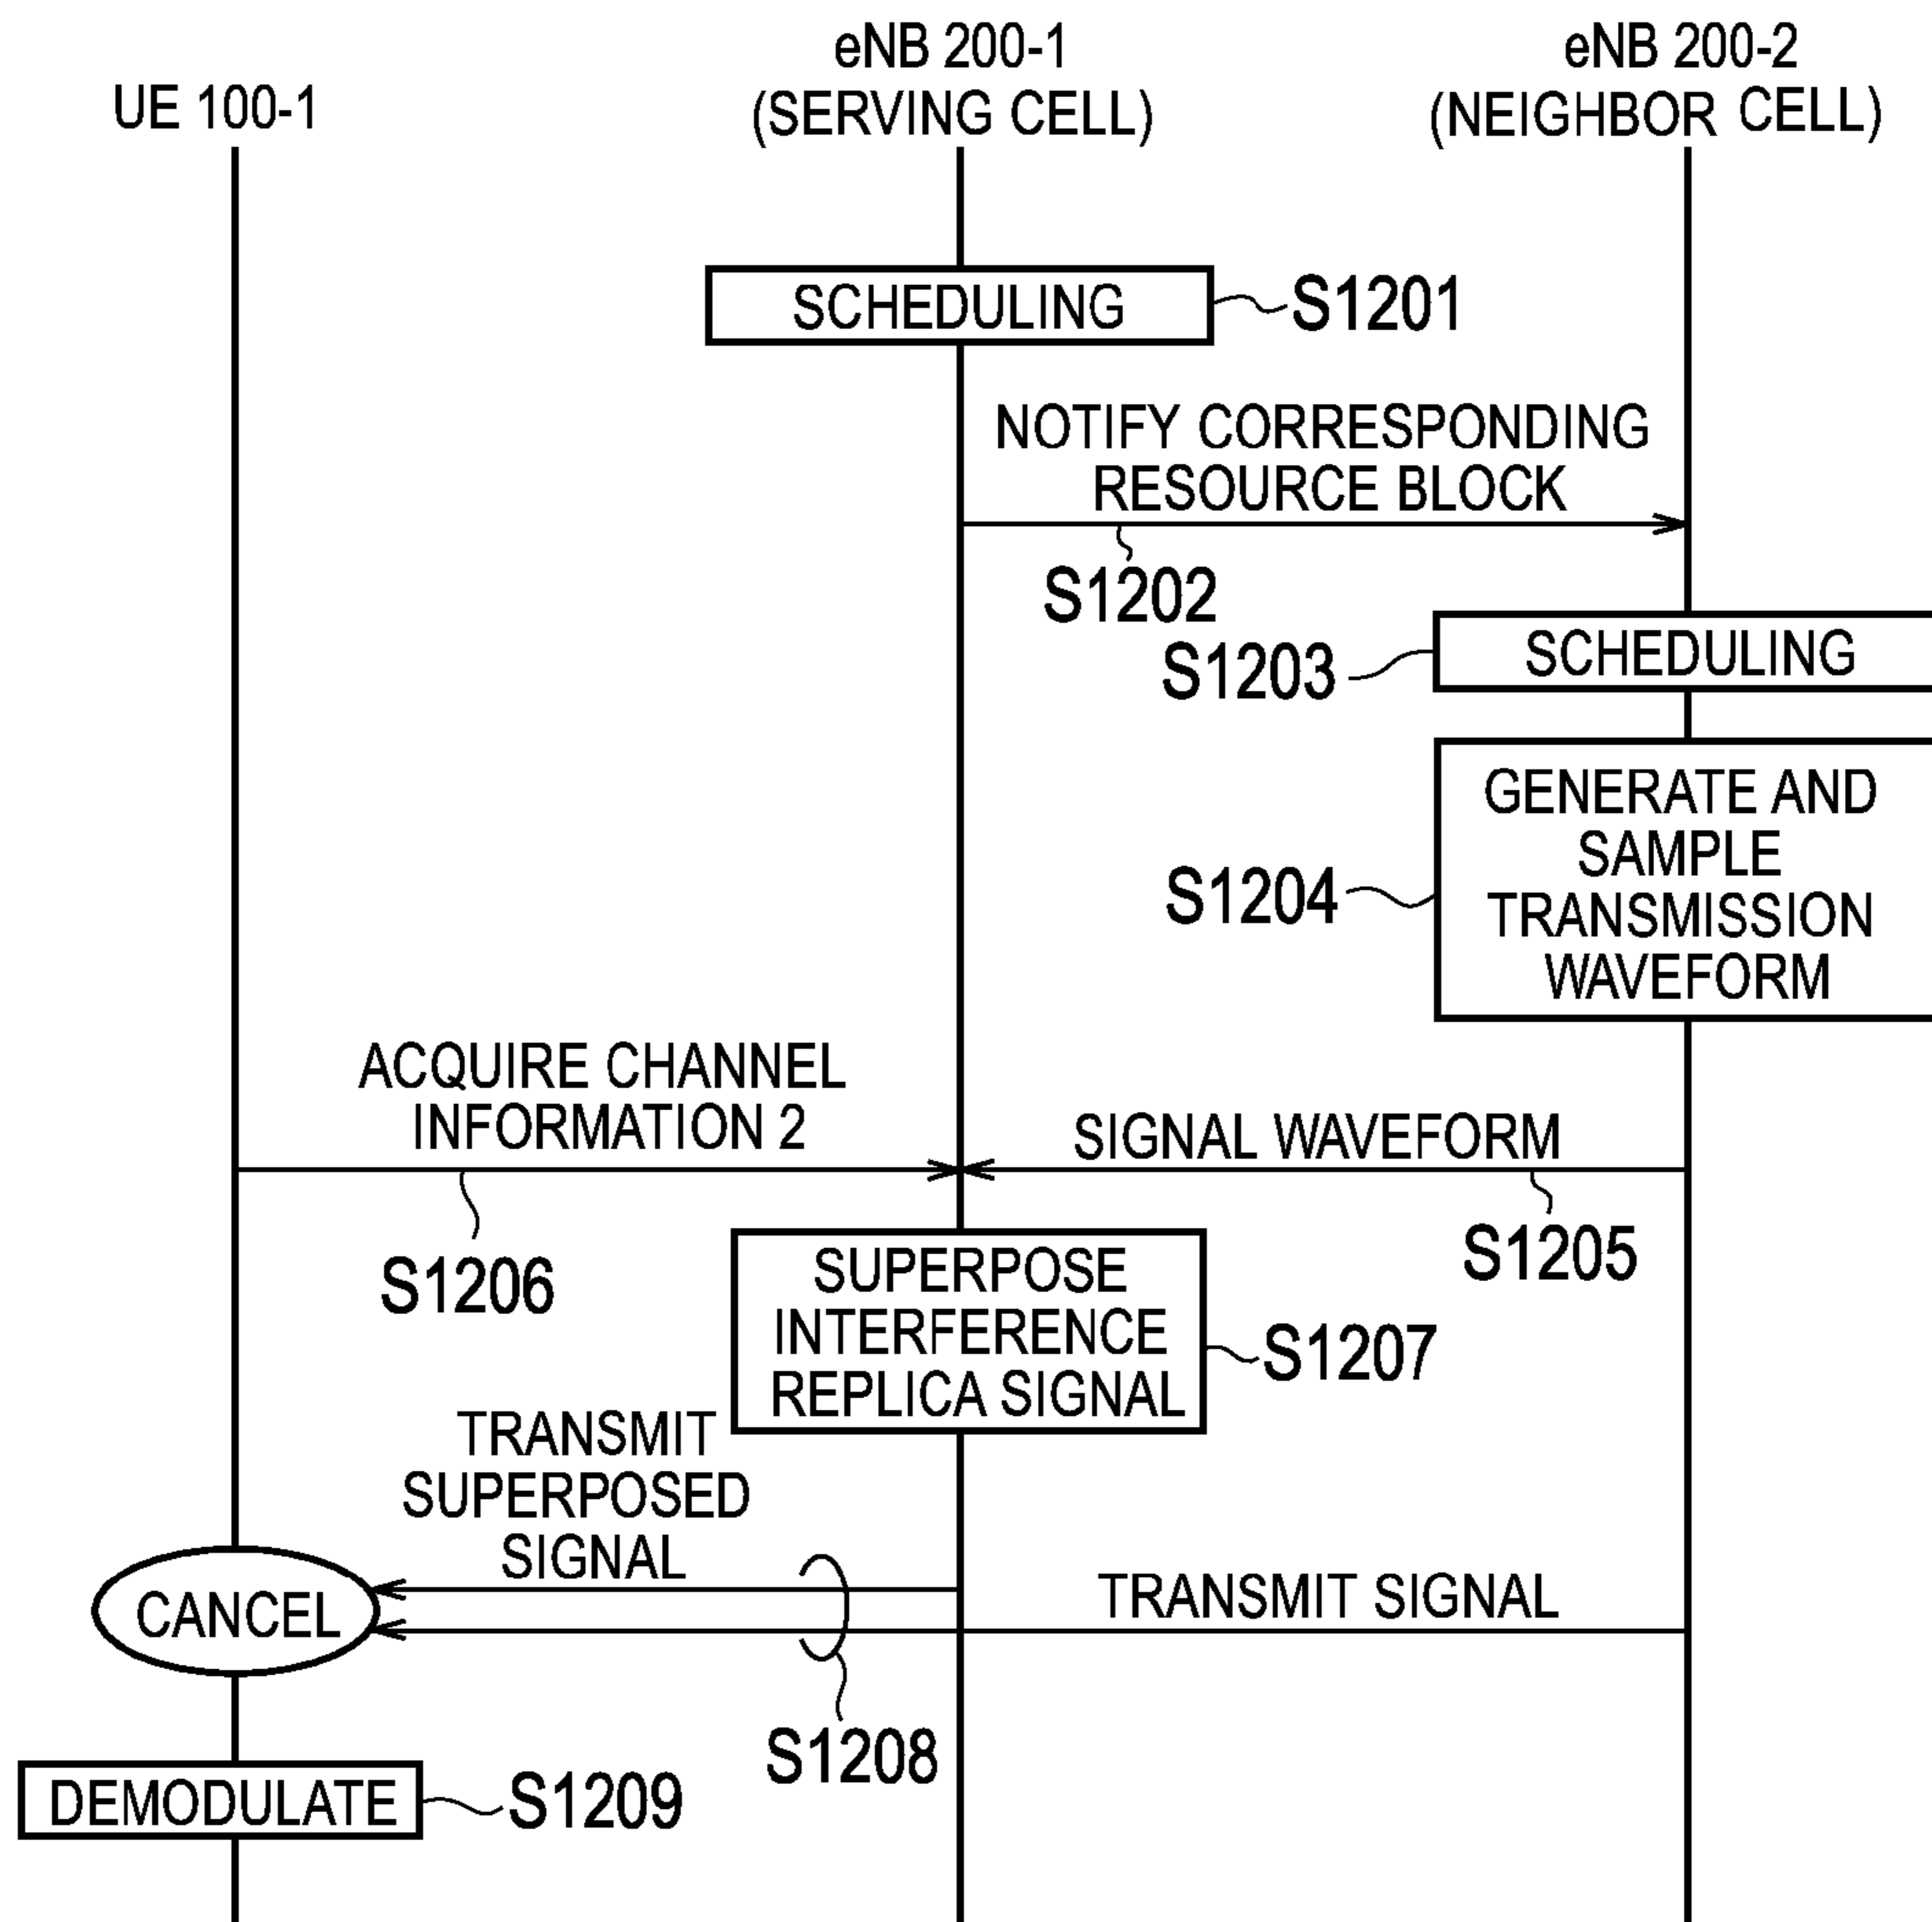 UE 100-1
eNB 200-1
(SERVING CELL)
eNB 200-2
(NEIGHBOR CELL)
SCHEDULING
S1201
NOTIFY CORRESPONDING
RESOURCE BLOCK
S1202
SCHEDULING
S1203
GENERATE AND
SAMPLE
TRANSMISSION
WAVEFORM
S1204
ACQUIRE CHANNEL
INFORMATION 2
S1206
SIGNAL WAVEFORM
S1205
SUPERPOSE
INTERFERENCE
REPLICA SIGNAL
S1207
TRANSMIT
SUPERPOSED
SIGNAL
TRANSMIT SIGNAL
CANCEL
S1208
DEMODULATE
S1209